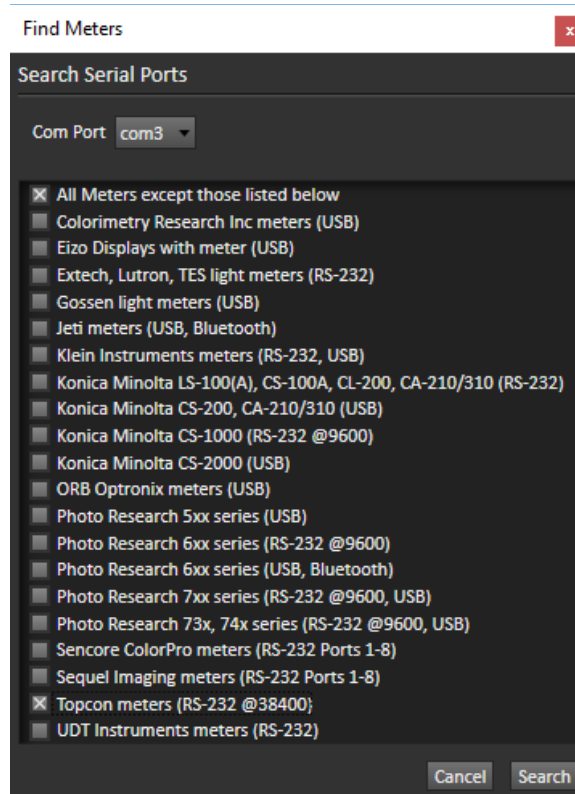 Find Meters
x
Search Serial Ports
Com Port com3
All Meters except those listed below
Colorimetry Research Inc meters (USB)
Eizo Displays with meter (USB)
Extech, Lutron, TES light meters (RS-232)
Gossen light meters (USB)
Jeti meters (USB, Bluetooth)
Klein Instruments meters (RS-232, USB)
Konica Minolta LS-100(A), CS-100A, CL-200, CA-210/310 (RS-232)
Konica Minolta CS-200, CA-210/310 (USB)
Konica Minolta CS-1000 (RS-232 @9600)
Konica Minolta CS-2000 (USB)
ORB Optronix meters (USB)
Photo Research 5xx series (USB)
Photo Research 6xx series (RS-232 @9600)
Photo Research 6xx series (USB, Bluetooth)
Photo Research 7xx series (RS-232 @9600, USB)
Photo Research 73x, 74x series (RS-232 @9600, USB)
Sencore ColorPro meters (RS-232 Ports 1-8)
Sequel Imaging meters (RS-232 Ports 1-8)
Topcon meters (RS-232 @38400)
UDT Instruments meters (RS-232)
Cancel Search